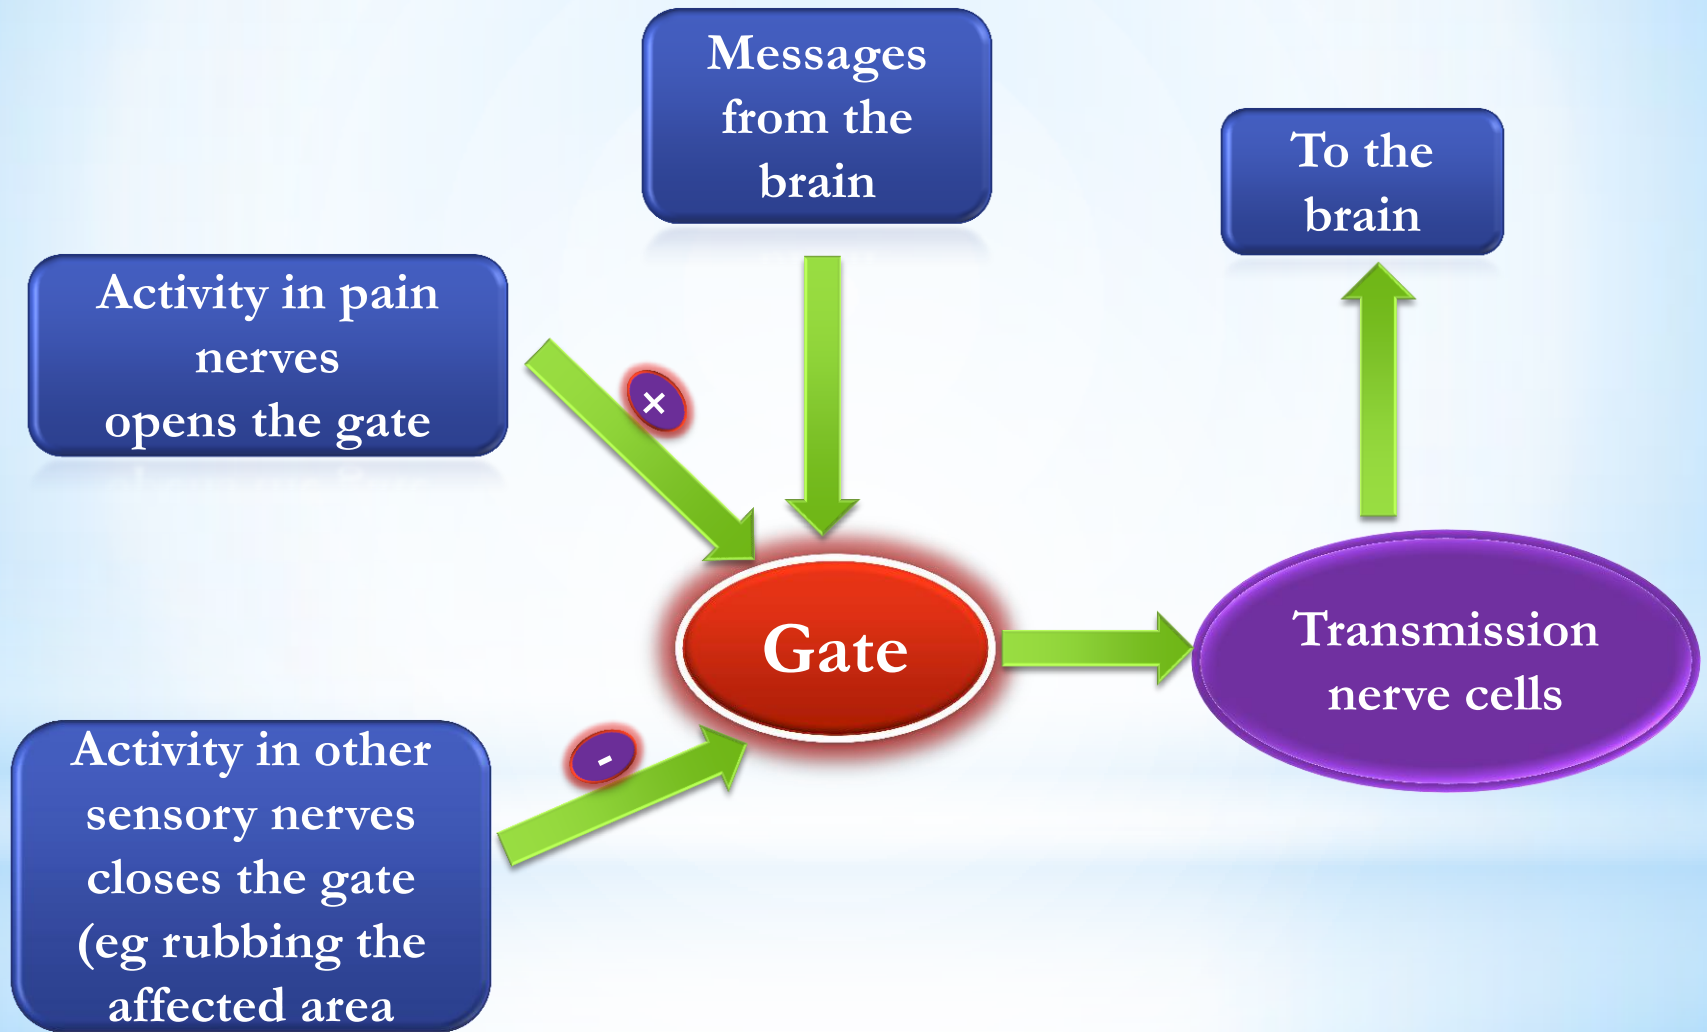 Messages
from the
brain
To the
brain
Activity in pain
nerves
opens the gate
+
Gate
Transmission
nerve cells
-
Activity in other
sensory nerves
closes the gate
(eg rubbing the
affected area